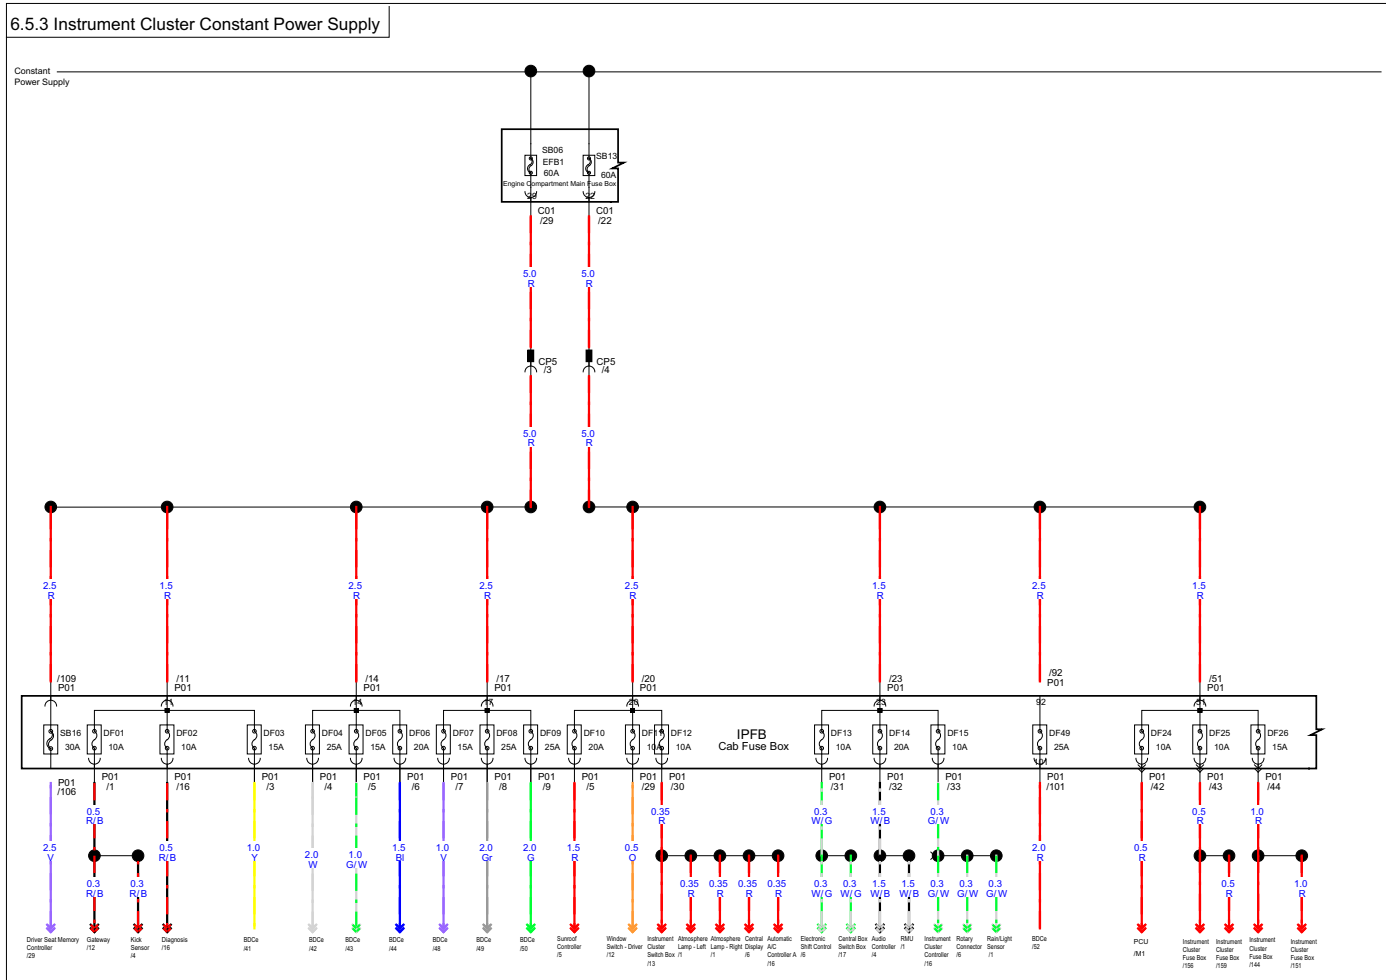 6.5.3 Instrument Cluster Constant Power Supply
Constant
Power Supply
SB06
EFB1
60A
SB13
60A
Engine Compartment Main Fuse Box
29
22
C01
/29
C01
/22
5.0
R
5.0
R
CP5
/3
CP5
/4
5.0
R
5.0
R
2.5
R
1.5
R
2.5
R
2.5
R
2.5
R
1.5
R
2.5
R
1.5
R
/109
P01
/11
P01
/14
P01
/17
P01
/20
P01
/23
P01
/92
P01
/51
P01
11
14
17
20
23
92
51
SB16
30A
DF01
10A
DF02
10A
DF03
15A
DF04
25A
DF05
15A
DF06
20A
DF07
15A
DF08
25A
DF09
25A
DF10
20A
DF11
10A
DF12
10A
IPFB
Cab Fuse Box
DF13
10A
DF14
20A
DF15
10A
DF49
25A
101
DF24
10A
DF25
10A
DF26
15A
P01
/106
P01
/1
P01
/16
P01
/3
P01
/4
P01
/5
P01
/6
P01
/7
P01
/8
P01
/9
P01
/5
P01
/29
P01
/30
P01
/31
P01
/32
P01
/33
P01
/101
P01
/42
P01
/43
P01
/44
0.5
R/B
0.35
R
0.3
W/G
1.5
W/B
0.3
G/W
0.5
R
1.0
R
2.5
V
0.5
R/B
1.0
Y
2.0
W
1.0
G/W
1.5
Bl
1.0
V
2.0
Gr
2.0
G
1.5
R
0.5
O
2.0
R
0.5
R
0.3
R/B
0.3
R/B
0.35
R
0.35
R
0.35
R
0.35
R
0.3
W/G
0.3
W/G
1.5
W/B
1.5
W/B
0.3
G/W
0.3
G/W
0.3
G/W
0.5
R
1.0
R
Driver Seat Memory
Controller
/29
Gateway
/12
Kick
Sensor
/4
Diagnosis
/16
BDCe
/41
BDCe
/42
BDCe
/43
BDCe
/44
BDCe
/48
BDCe
/49
BDCe
/50
Sunroof
Controller
/5
Window
Switch - Driver
/12
Instrument
Cluster
Switch Box
/13
Atmosphere
Lamp - Left
/1
Atmosphere
Lamp - Right
/1
Central
Display
/6
Automatic
A/C
Controller A
/16
Electronic
Shift Control
/6
Central Box
Switch Box
/17
Audio
Controller
/4
RMU
/1
Instrument
Cluster
Controller
/16
Rotary
Connector
/6
Rain/Light
Sensor
/1
BDCe
/52
PCU
/M1
Instrument
Cluster
Fuse Box
/156
Instrument
Cluster
Fuse Box
/159
Instrument
Cluster
Fuse Box
/144
Instrument
Cluster
Fuse Box
/151